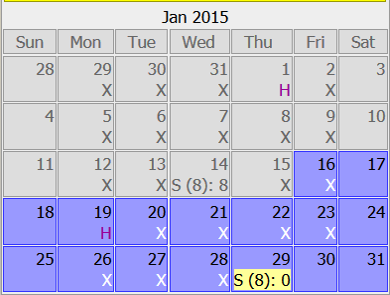 Jan 2015
Sun Mon Tue Wed Thu Fri Sat
28 29 30 31 1 2 3
X X X H X
4 5 6 7 8 9 10
X X X X X
11 12 13 14 15 16 17
X X S (8): 8 X X
18 19 20 21 22 23 24
H X X X X
25 26 27 28 29 30 31
X X X S (8): 0